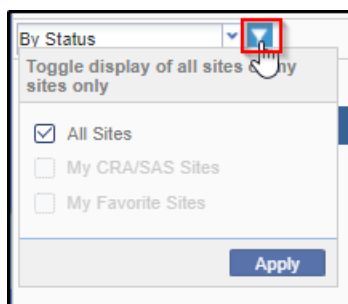 By Status
Toggle display of all sites my
sites only
All Sites
My CRA/SAS Sites
My Favorite Sites
Apply